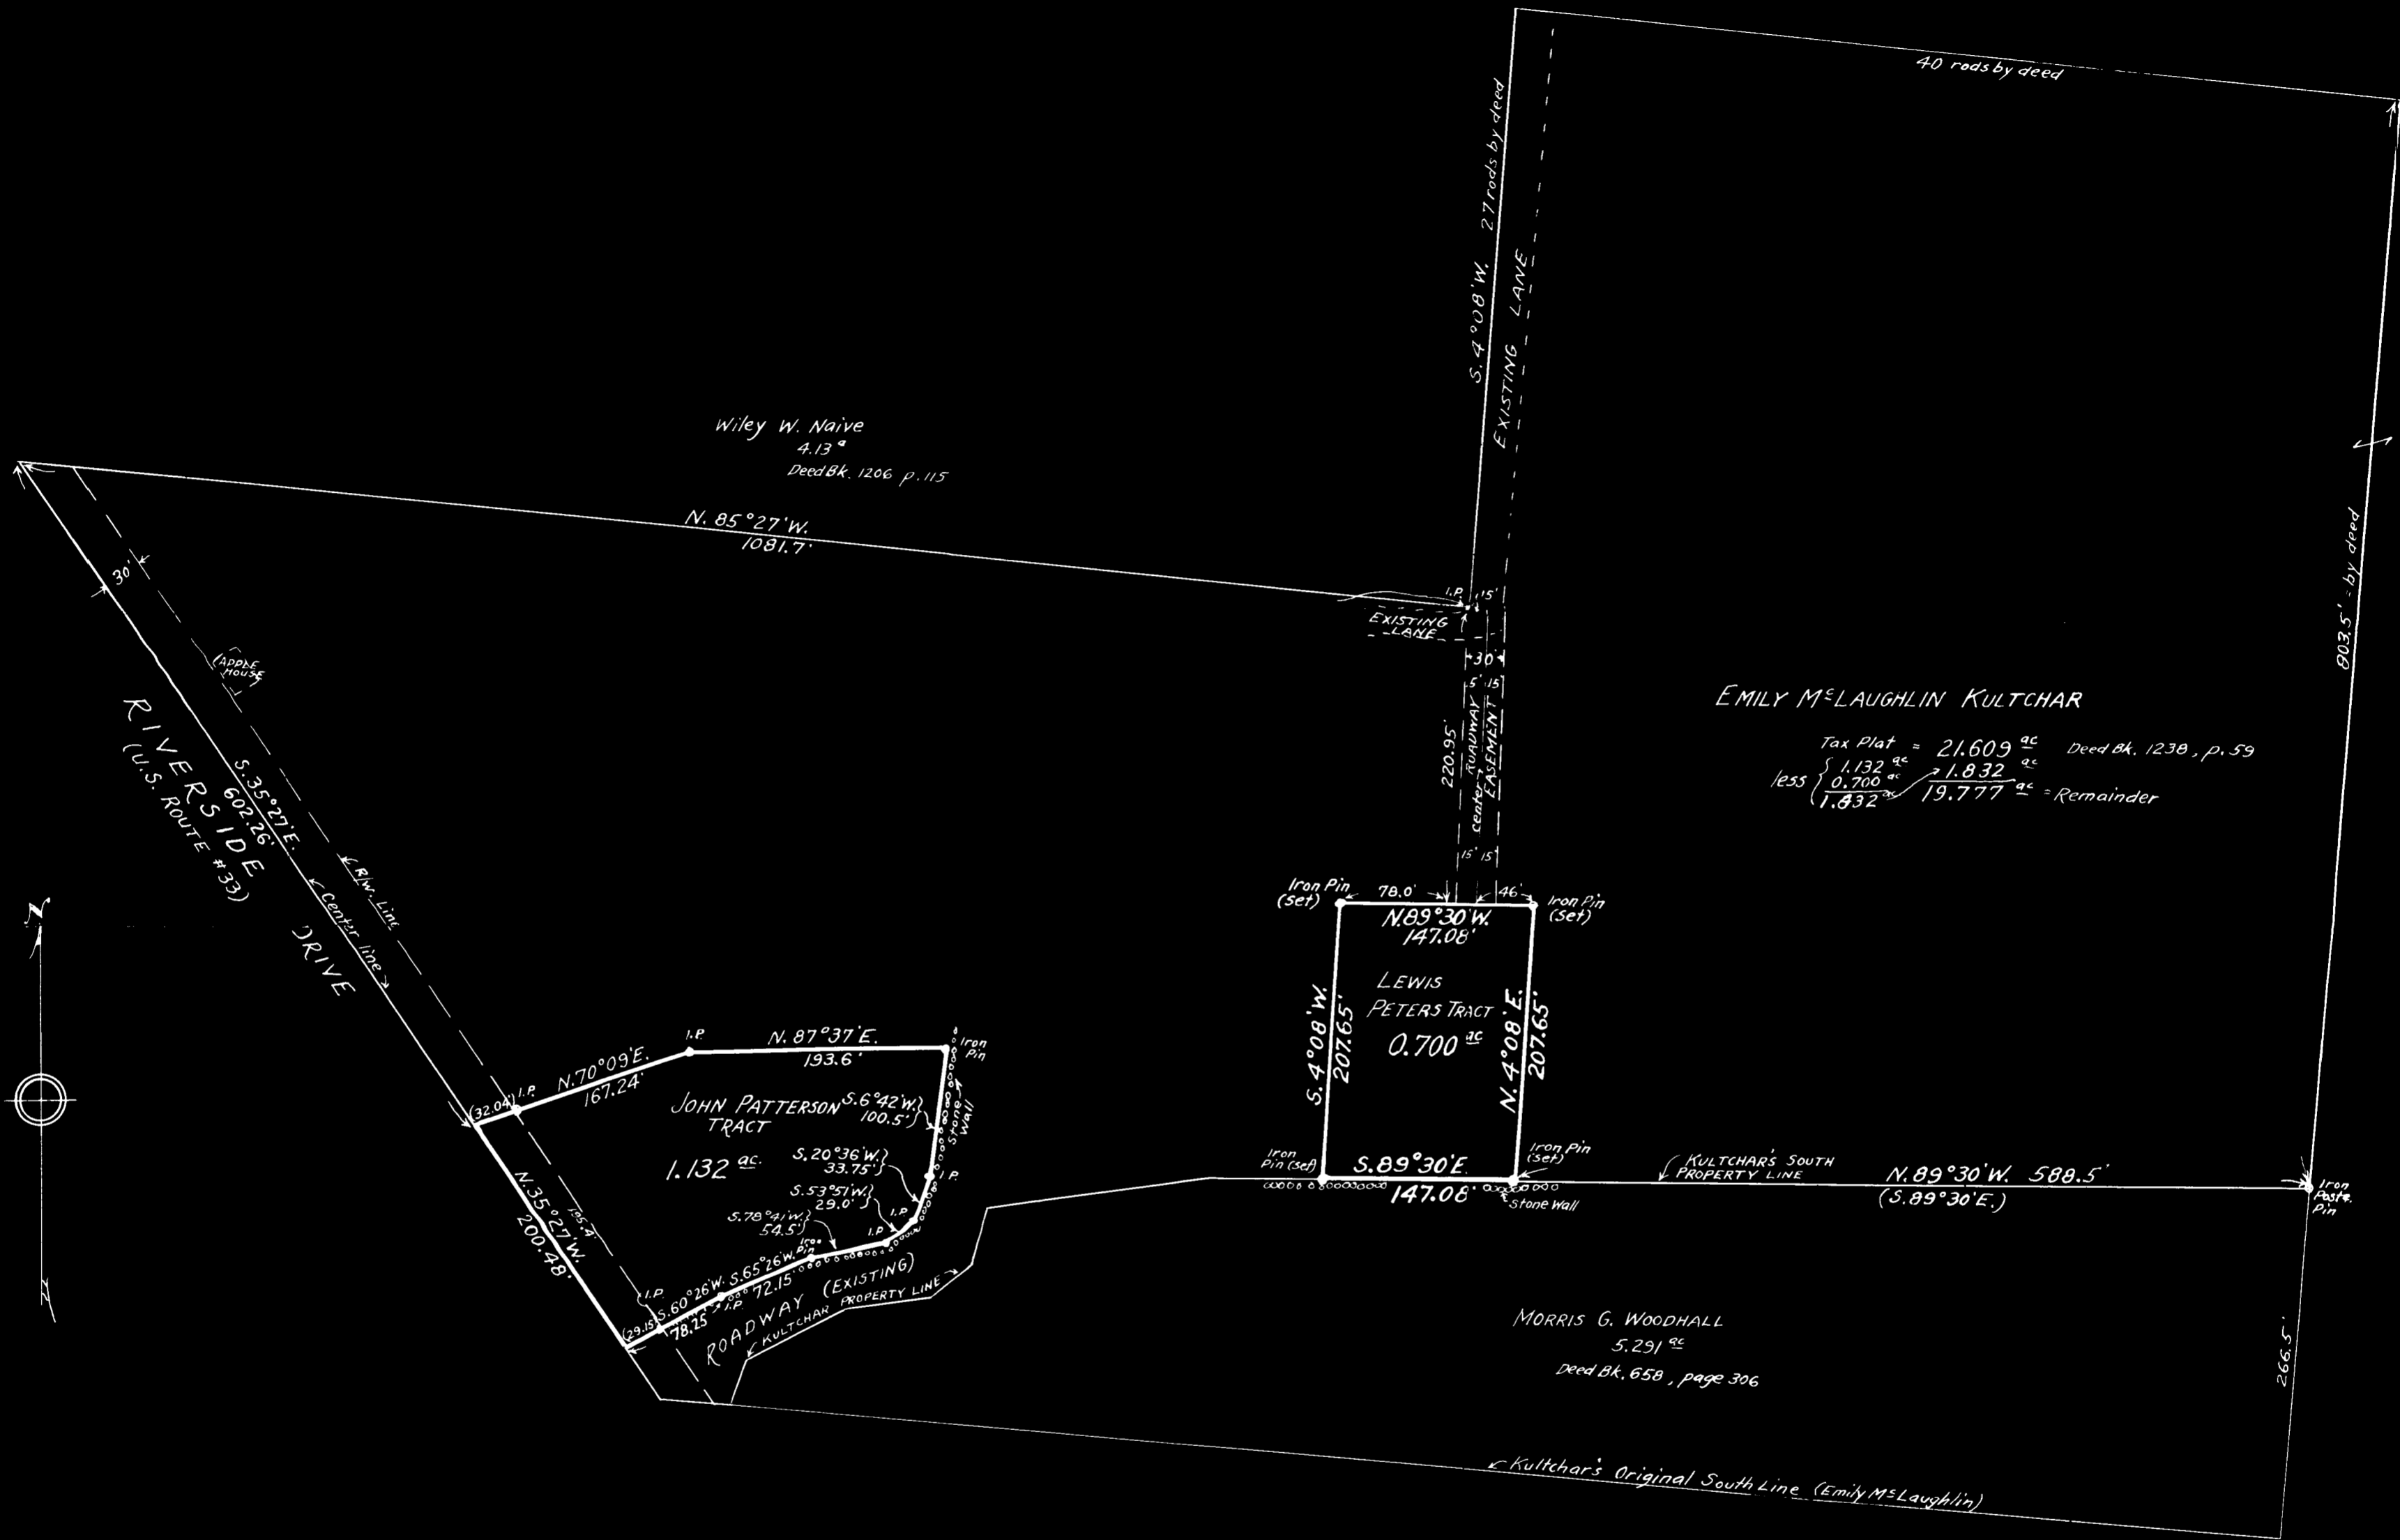 40 rods by deed
S. 4°08'W. 27 rods by deed
EXISTING LANE
Wiley W. Naive
4.13 a
Deed Bk. 1206 p. 115
N. 85°27'W.
1081.7'
30'
I.P.
15'
EXISTING
LANE
30'
(APPLE
HOUSE)
5' 15'
ROADWAY
EASEMENT
center
220.95'
15' 15'
803.5' = by deed
EMILY McLAUGHLIN KULTCHAR
Tax Plat = 21.609 ac Deed Bk. 1238, p. 59
less { 1.132 ac
0.700 ac
1.832 ac
1.832 ac
19.777 ac = Remainder
RIVERSIDE DRIVE
(U.S. ROUTE #33)
S. 35°27'E.
602.26'
R/W. Line
Center line
N
Iron Pin
(set)
78.0'
46'
Iron Pin
(set)
N. 89°30'W.
147.08'
LEWIS
PETERS TRACT
0.700 ac
S. 4°08'W.
207.65'
N. 4°08'E.
207.65'
Iron
Pin (set)
S. 89°30'E.
147.08'
Iron Pin
(set)
Stone Wall
KULTCHAR'S SOUTH
PROPERTY LINE
N. 89°30'W. 588.5'
(S. 89°30'E.)
Iron
Post &
Pin
(32.04')
I.P.
N. 70°09'E.
167.24'
I.P.
N. 87°37'E.
193.6'
Iron
Pin
Stone
Wall
JOHN PATTERSON
TRACT
1.132 ac.
S. 6°42'W.
100.5'
S. 20°36'W.
33.75'
I.P.
S. 53°51'W.
29.0'
I.P.
S. 78°41'W.
54.5'
I.P.
Iron
Pin
S. 65°26'W.
72.15'
I.P.
S. 60°26'W.
78.25'
(29.15')
I.P.
N. 35°27'W.
200.48'
195.4'
ROADWAY (EXISTING)
KULTCHAR PROPERTY LINE
MORRIS G. WOODHALL
5.291 ac
Deed Bk. 658, page 306
266.5'
Kultchar's Original South Line (Emily McLaughlin)